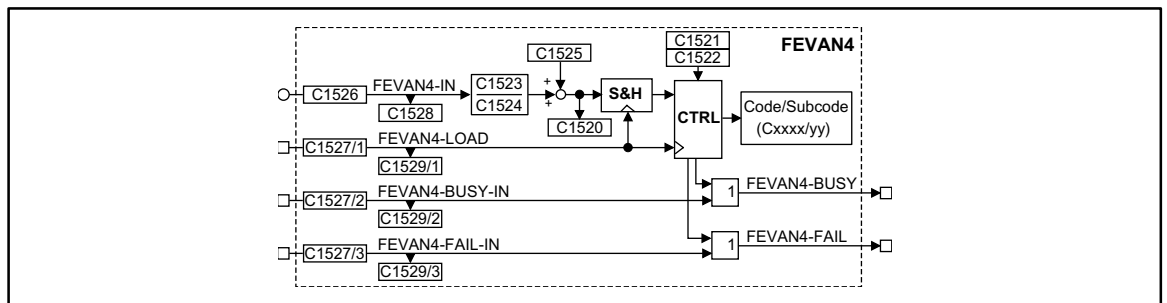 FEVAN4
C1521
C1522
C1525
C1526
FEVAN4-IN
C1528
C1523
C1524
+
+
C1520
S&H
CTRL
Code/Subcode
(Cxxxx/yy)
C1527/1
FEVAN4-LOAD
C1529/1
C1527/2
FEVAN4-BUSY-IN
C1529/2
1
FEVAN4-BUSY
C1527/3
FEVAN4-FAIL-IN
C1529/3
1
FEVAN4-FAIL